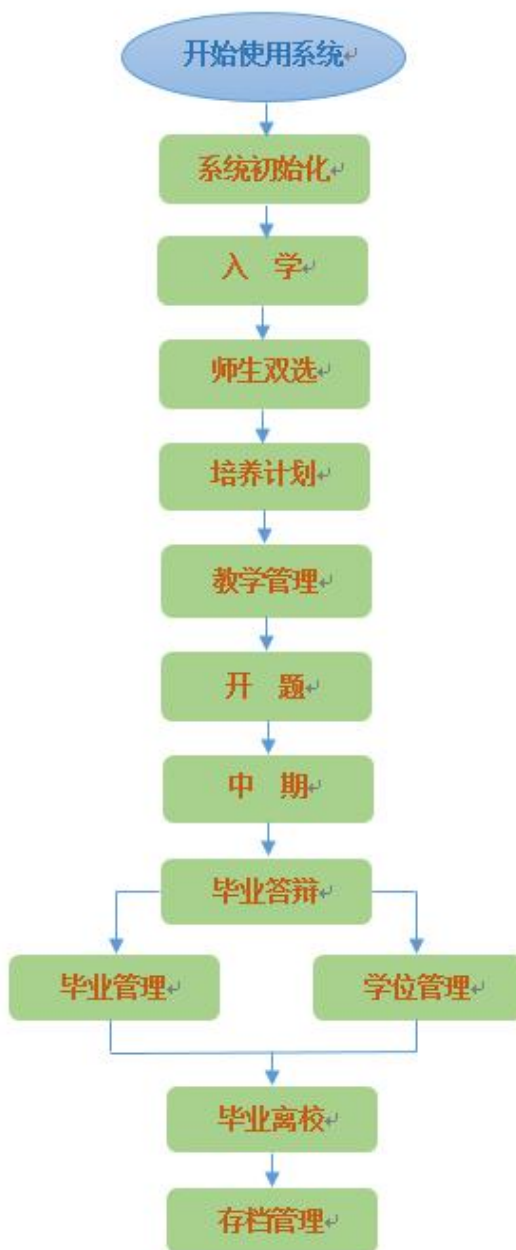 开始使用系统
系统初始化
入 学
师生双选
培养计划
教学管理
开 题
中 期
毕业答辩
毕业管理
学位管理
毕业离校
存档管理